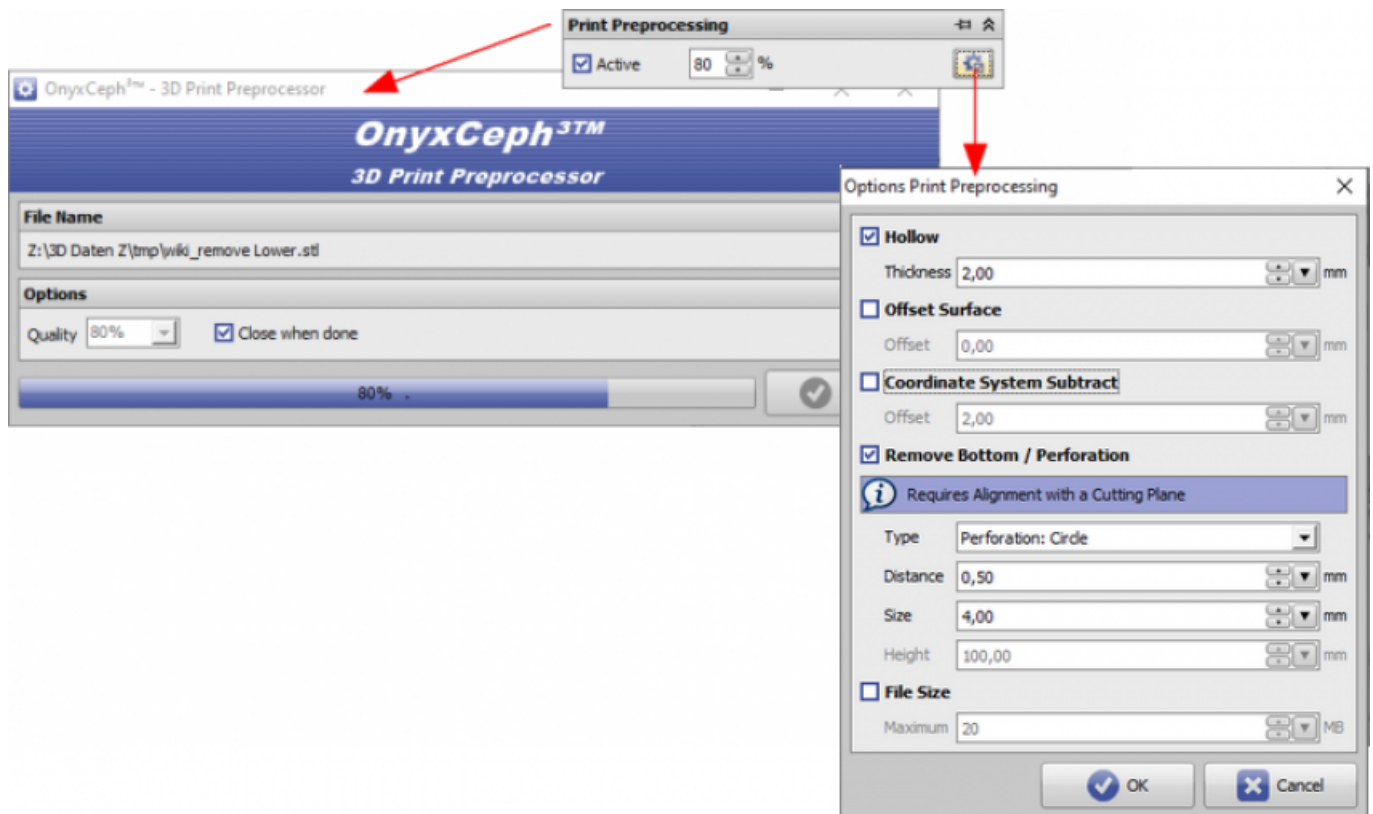 Print Preprocessing
Active 80 %
OnyxCeph³™ - 3D Print Preprocessor
OnyxCeph³ᵀᴹ
3D Print Preprocessor
File Name
Z:\3D Daten Z\tmp\wiki_remove Lower.stl
Options
Quality 80% Close when done
80% .
Options Print Preprocessing
Hollow
Thickness 2,00 mm
Offset Surface
Offset 0,00 mm
Coordinate System Subtract
Offset 2,00 mm
Remove Bottom / Perforation
Requires Alignment with a Cutting Plane
Type Perforation: Circle
Distance 0,50 mm
Size 4,00 mm
Height 100,00 mm
File Size
Maximum 20 MB
OK Cancel